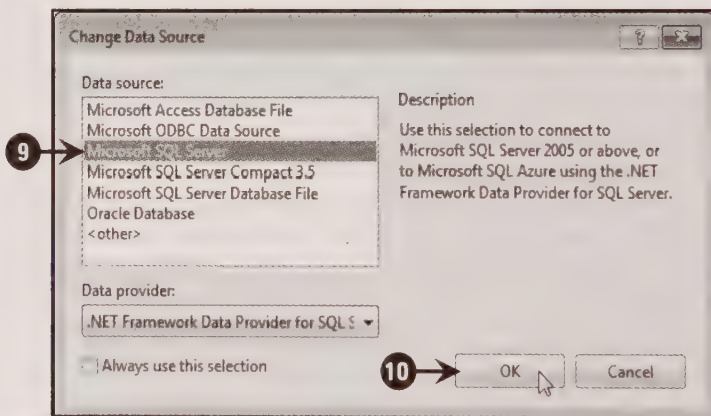 Change Data Source
?
Data source:
Microsoft Access Database File
Microsoft ODBC Data Source
Microsoft SQL Server
Microsoft SQL Server Compact 3.5
Microsoft SQL Server Database File
Oracle Database
<other>
Description
Use this selection to connect to
Microsoft SQL Server 2005 or above, or
to Microsoft SQL Azure using the .NET
Framework Data Provider for SQL Server.
9
Data provider:
.NET Framework Data Provider for SQL S
Always use this selection
10
OK
Cancel